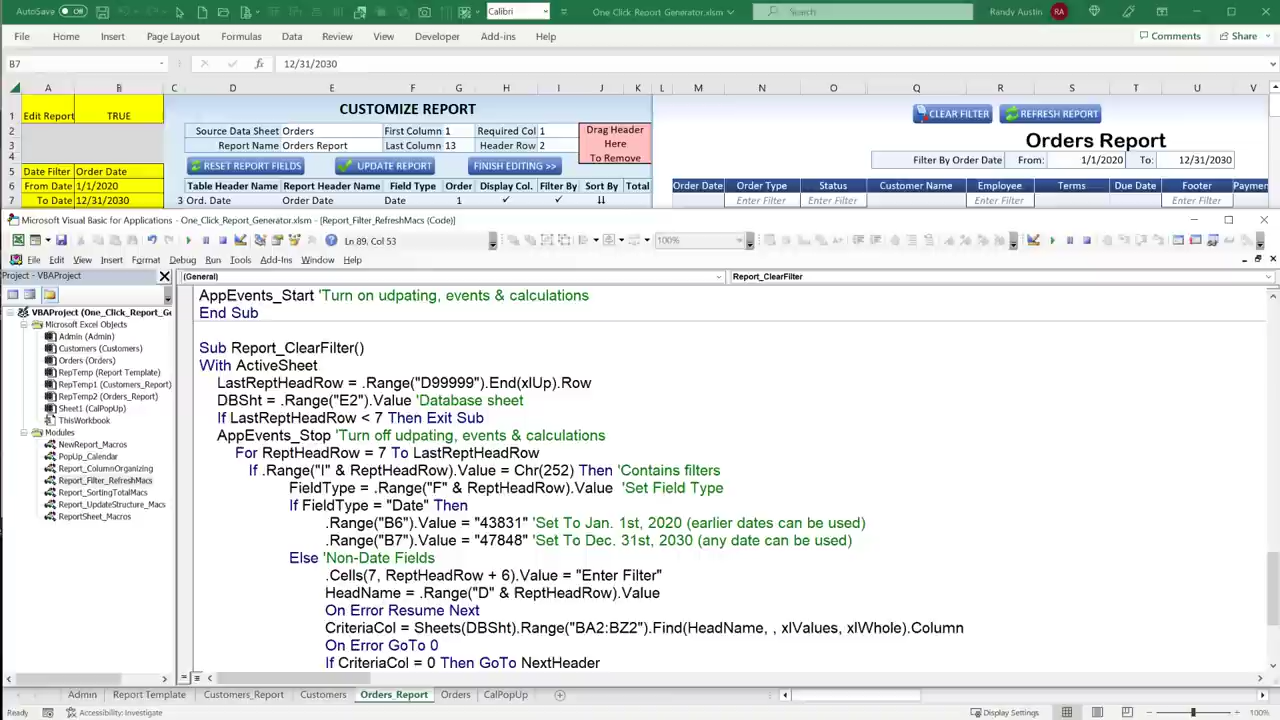 AutoSave Off Calibri One Click Report Generator.xlsm Search Randy Austin RA
File Home Insert Page Layout Formulas Data Review View Developer Add-ins Help Comments Share
B7 fx 12/31/2030
A B C D E F G H I J K L M N O Q R S T U V
1 Edit Report TRUE CUSTOMIZE REPORT CLEAR FILTER REFRESH REPORT
2 Source Data Sheet Orders First Column 1 Required Col 1 Drag Header
3 Report Name Orders Report Last Column 13 Header Row 2 Here Orders Report
4 To Remove Filter By Order Date From: 1/1/2020 To: 12/31/2030
5 Date Filter Order Date RESET REPORT FIELDS UPDATE REPORT FINISH EDITING >>
6 From Date 1/1/2020 Table Header Name Report Header Name Field Type Order Display Col. Filter By Sort By Total Order Date Order Type Status Customer Name Employee Terms Due Date Footer Paymen
7 To Date 12/31/2030 3 Ord. Date Order Date Date 1 ✓ ✓ Enter Filter Enter Filter Enter Filter Enter Filter Enter Filter Enter Filter
Microsoft Visual Basic for Applications - One_Click_Report_Generator.xlsm - [Report_Filter_RefreshMacs (Code)]
Ln 89, Col 53 100%
File Edit View Insert Format Debug Run Tools Add-Ins Window Help
Project - VBAProject
(General) Report_ClearFilter
VBAProject (One_Click_Report_Ge
Microsoft Excel Objects
Admin (Admin)
Customers (Customers)
Orders (Orders)
RepTemp (Report Template)
RepTemp1 (Customers_Report)
RepTemp2 (Orders_Report)
Sheet1 (CalPopUp)
ThisWorkbook
Modules
NewReport_Macros
PopUp_Calendar
Report_ColumnOrganizing
Report_Filter_RefreshMacs
Report_SortingTotalMacs
Report_UpdateStructure_Macs
ReportSheet_Macros
AppEvents_Start 'Turn on udpating, events & calculations
End Sub
Sub Report_ClearFilter()
With ActiveSheet
LastReptHeadRow = .Range("D99999").End(xlUp).Row
DBSht = .Range("E2").Value 'Database sheet
If LastReptHeadRow < 7 Then Exit Sub
AppEvents_Stop 'Turn off udpating, events & calculations
For ReptHeadRow = 7 To LastReptHeadRow
If .Range("I" & ReptHeadRow).Value = Chr(252) Then 'Contains filters
FieldType = .Range("F" & ReptHeadRow).Value 'Set Field Type
If FieldType = "Date" Then
.Range("B6").Value = "43831" 'Set To Jan. 1st, 2020 (earlier dates can be used)
.Range("B7").Value = "47848" 'Set To Dec. 31st, 2030 (any date can be used)
Else 'Non-Date Fields
.Cells(7, ReptHeadRow + 6).Value = "Enter Filter"
HeadName = .Range("D" & ReptHeadRow).Value
On Error Resume Next
CriteriaCol = Sheets(DBSht).Range("BA2:BZ2").Find(HeadName, , xlValues, xlWhole).Column
On Error GoTo 0
If CriteriaCol = 0 Then GoTo NextHeader
Admin Report Template Customers_Report Customers Orders_Report Orders CalPopUp
Ready Accessibility: Investigate Display Settings 100%